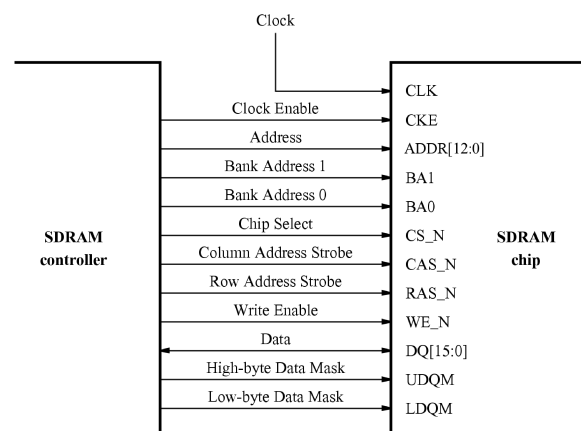 Clock
CLK
Clock Enable
CKE
Address
ADDR[12:0]
Bank Address 1
BA1
Bank Address 0
BA0
Chip Select
CS_N
SDRAM
controller
SDRAM
chip
Column Address Strobe
CAS_N
Row Address Strobe
RAS_N
Write Enable
WE_N
Data
DQ[15:0]
High-byte Data Mask
UDQM
Low-byte Data Mask
LDQM